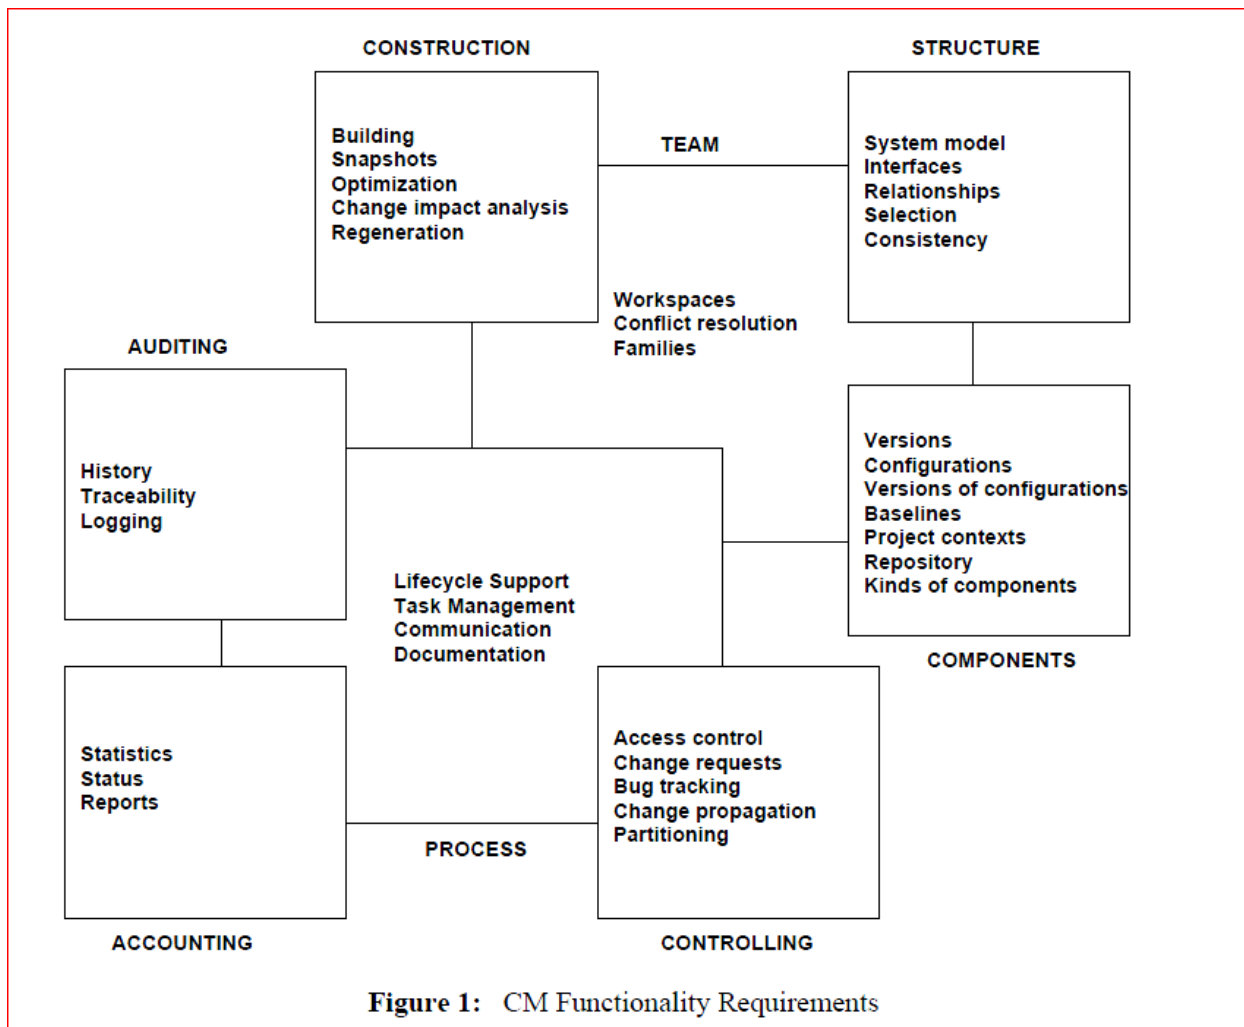 CONSTRUCTION
Building
Snapshots
Optimization
Change impact analysis
Regeneration
TEAM
Workspaces
Conflict resolution
Families
STRUCTURE
System model
Interfaces
Relationships
Selection
Consistency
AUDITING
History
Traceability
Logging
Versions
Configurations
Versions of configurations
Baselines
Project contexts
Repository
Kinds of components
COMPONENTS
Lifecycle Support
Task Management
Communication
Documentation
PROCESS
Statistics
Status
Reports
ACCOUNTING
Access control
Change requests
Bug tracking
Change propagation
Partitioning
CONTROLLING
Figure 1: CM Functionality Requirements